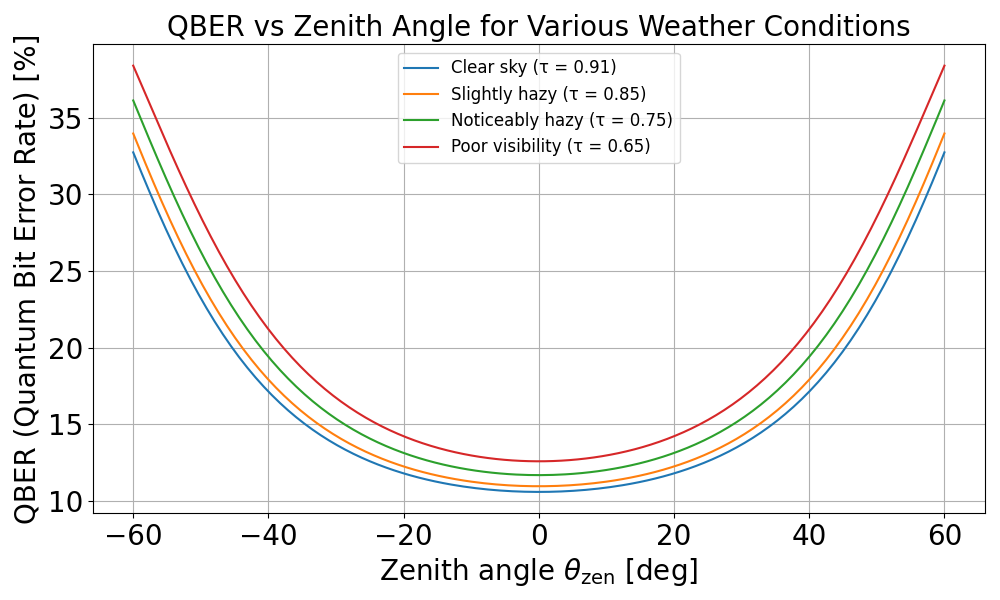 QBER vs Zenith Angle for Various Weather Conditions
QBER (Quantum Bit Error Rate) [%]
35
30
25
20
15
10
Clear sky (τ = 0.91)
Slightly hazy (τ = 0.85)
Noticeably hazy (τ = 0.75)
Poor visibility (τ = 0.65)
−60 −40 −20 0 20 40 60
Zenith angle θzen [deg]